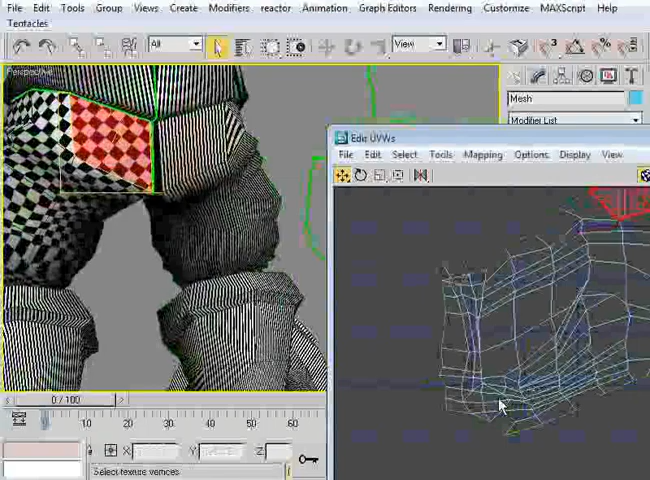 File Edit Tools Group Views Create Modifiers reactor Animation Graph Editors Rendering Customize MAXScript Help
Tentacles
All
View
3
%
Perspective
Mesh
Modifier List
Edit UVWs
File Edit Select Tools Mapping Options Display View
0 / 100
0 10 20 30 40 50 60
X: Y: Z:
Select texture vertices